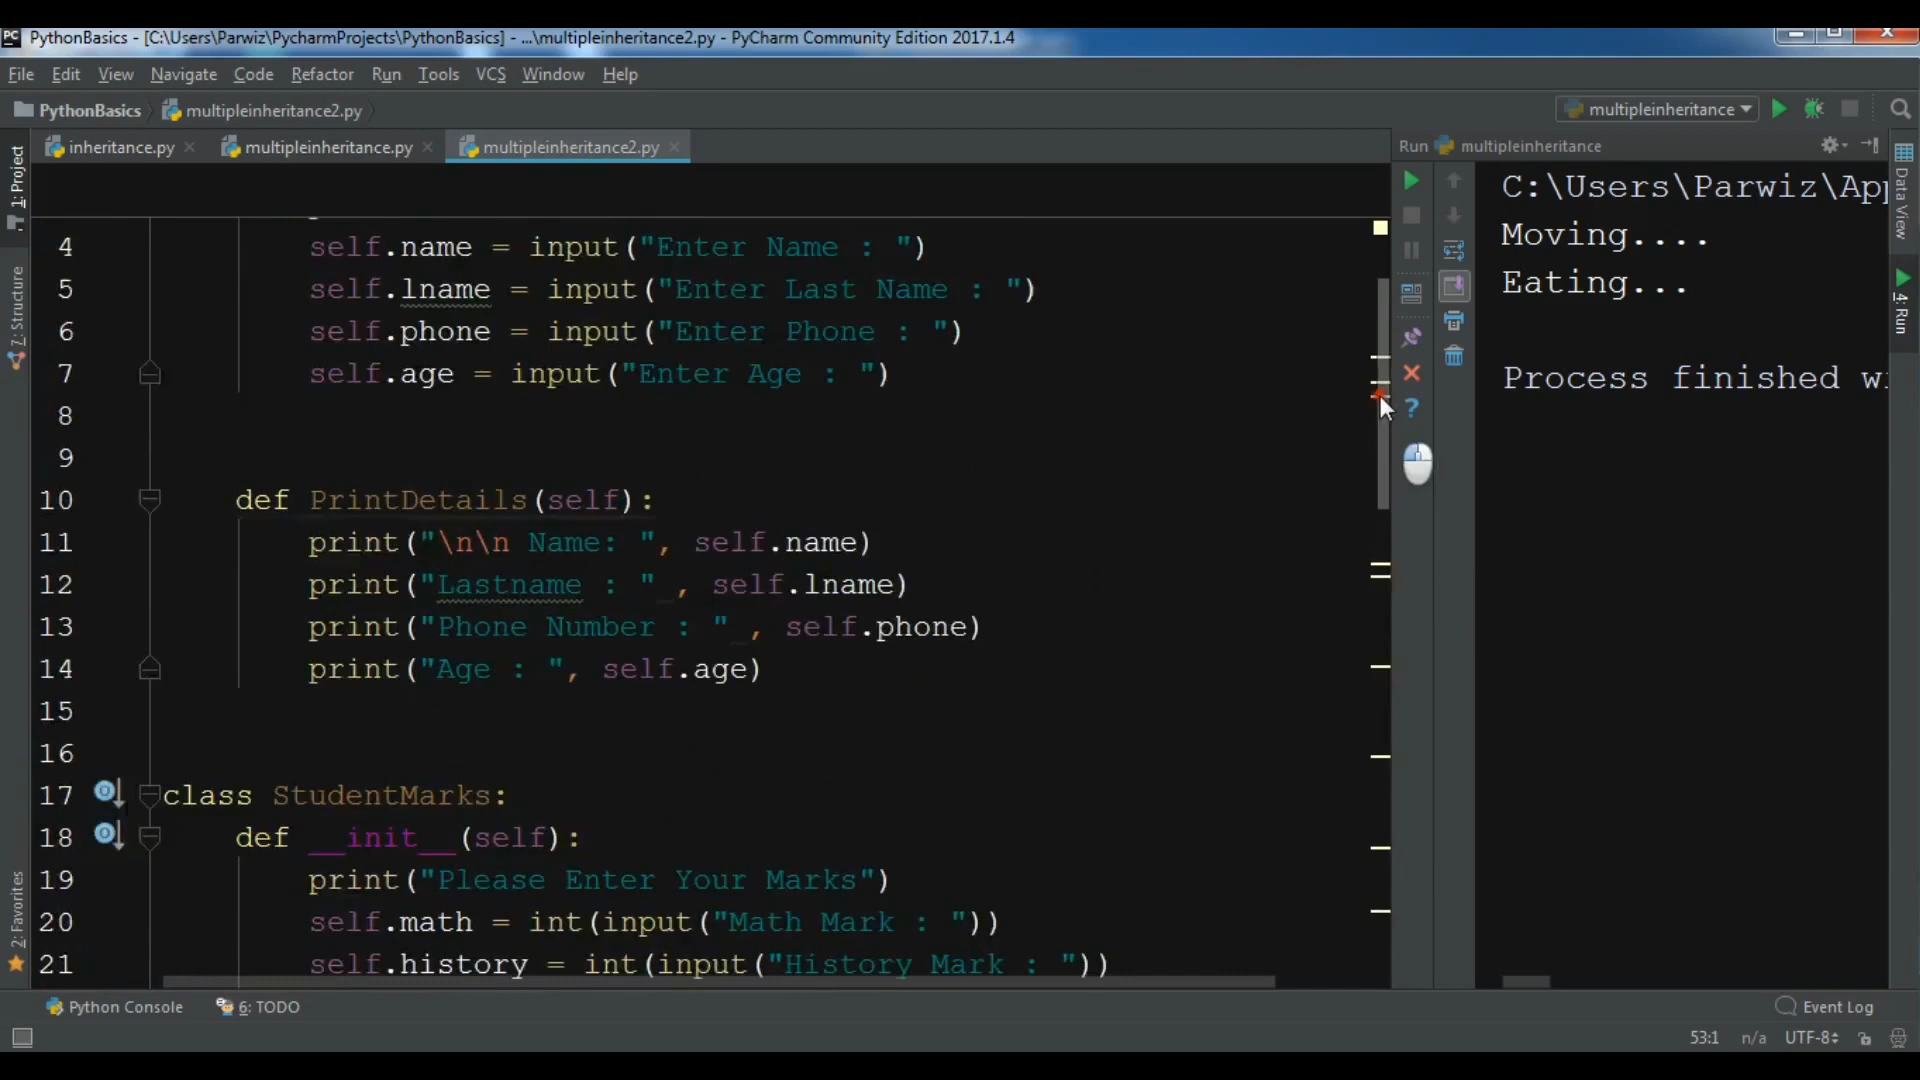 PC PythonBasics - [C:\Users\Parwiz\PycharmProjects\PythonBasics] - ...\multipleinheritance2.py - PyCharm Community Edition 2017.1.4
File Edit View Navigate Code Refactor Run Tools VCS Window Help
PythonBasics multipleinheritance2.py multipleinheritance
inheritance.py multipleinheritance.py multipleinheritance2.py
Run multipleinheritance
1: Project
7: Structure
2: Favorites
4 self.name = input("Enter Name : ")
5 self.lname = input("Enter Last Name : ")
6 self.phone = input("Enter Phone : ")
7 self.age = input("Enter Age : ")
8
9
10 def PrintDetails(self):
11 print("\n\n Name: ", self.name)
12 print("Lastname : " , self.lname)
13 print("Phone Number : " , self.phone)
14 print("Age : ", self.age)
15
16
17 class StudentMarks:
18 def __init__(self):
19 print("Please Enter Your Marks")
20 self.math = int(input("Math Mark : "))
21 self.history = int(input("History Mark : "))
C:\Users\Parwiz\App
Moving....
Eating...
Process finished wi
Data View
4: Run
Python Console 6: TODO Event Log
53:1 n/a UTF-8